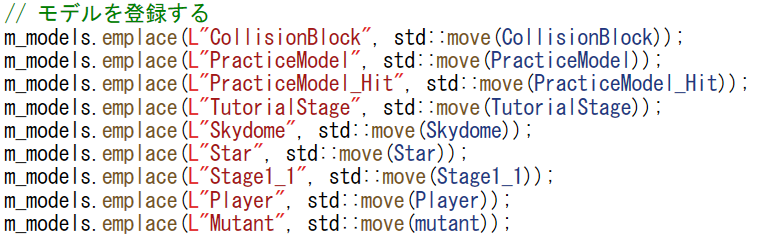 // モデルを登録する
m_models.emplace(L"CollisionBlock", std::move(CollisionBlock));
m_models.emplace(L"PracticeModel", std::move(PracticeModel));
m_models.emplace(L"PracticeModel_Hit", std::move(PracticeModel_Hit));
m_models.emplace(L"TutorialStage", std::move(TutorialStage));
m_models.emplace(L"Skydome", std::move(Skydome));
m_models.emplace(L"Star", std::move(Star));
m_models.emplace(L"Stage1_1", std::move(Stage1_1));
m_models.emplace(L"Player", std::move(Player));
m_models.emplace(L"Mutant", std::move(mutant));